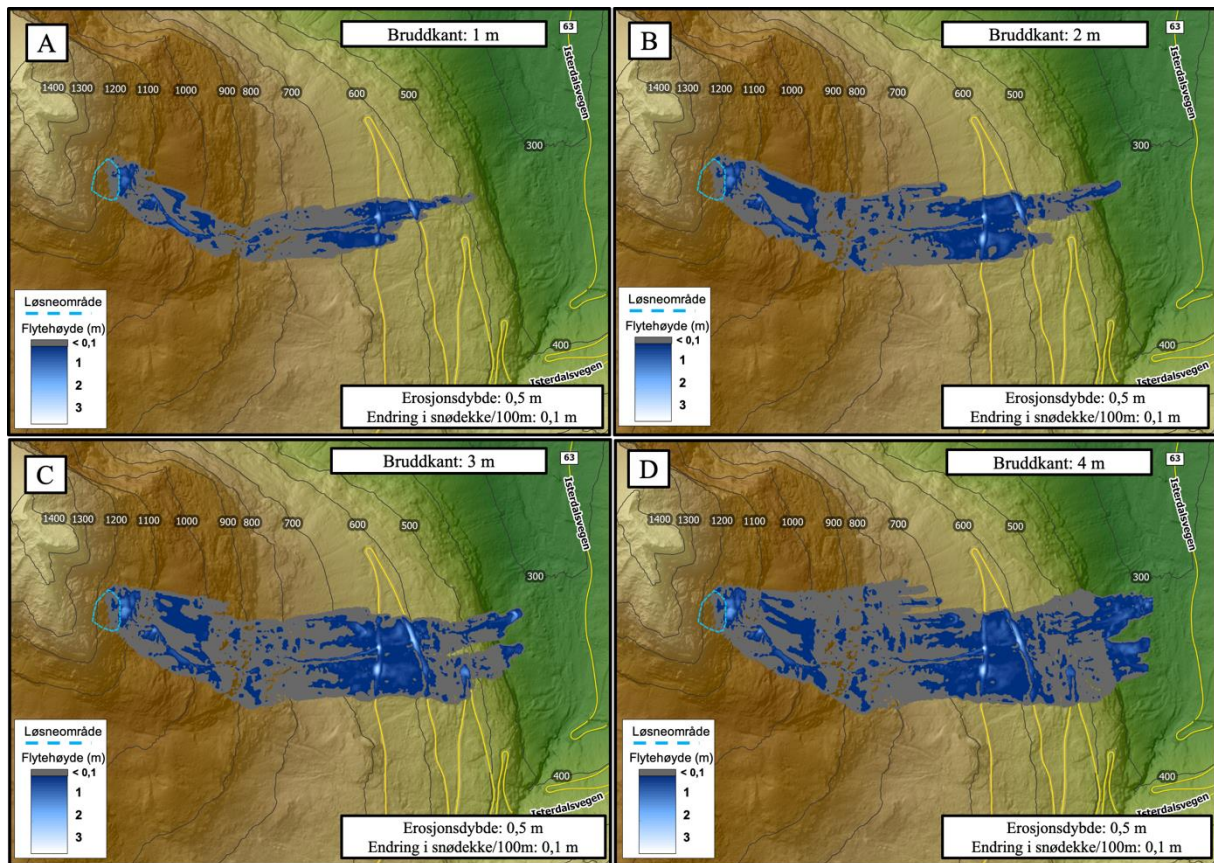 A
Bruddkant: 1 m
63
Isterdalsvegen
1400 1300 1200 1100 1000 900 800 700 600 500
Løsneområde
Flytehøyde (m)
< 0,1
1
2
3
400
Isterdalsvegen
Erosjonsdybde: 0,5 m
Endring i snødekke/100m: 0,1 m
B
Bruddkant: 2 m
63
Isterdalsvegen
1400 1300 1200 1100 1000 900 800 700 600 500
300
Løsneområde
Flytehøyde (m)
< 0,1
1
2
3
400
Isterdalsvegen
Erosjonsdybde: 0,5 m
Endring i snødekke/100m: 0,1 m
C
Bruddkant: 3 m
63
Isterdalsvegen
1400 1300 1200 1100 1000 900 800 700 600 500
300
Løsneområde
Flytehøyde (m)
< 0,1
1
2
3
400
Isterdalsvegen
Erosjonsdybde: 0,5 m
Endring i snødekke/100m: 0,1 m
D
Bruddkant: 4 m
63
Isterdalsvegen
1400 1300 1200 1100 1000 900 800 700 600 500
300
Løsneområde
Flytehøyde (m)
< 0,1
1
2
3
400
Isterdalsvegen
Erosjonsdybde: 0,5 m
Endring i snødekke/100m: 0,1 m